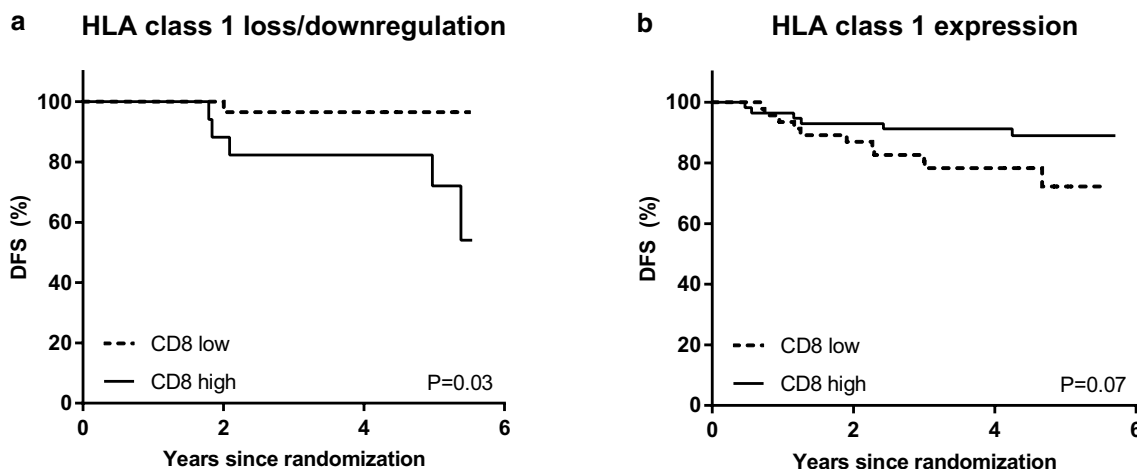 a HLA class 1 loss/downregulation
100
80
60
40
20
0
DFS (%)
CD8 low
CD8 high
P=0.03
0 2 4 6
Years since randomization
b HLA class 1 expression
100
80
60
40
20
0
DFS (%)
CD8 low
CD8 high
P=0.07
0 2 4 6
Years since randomization